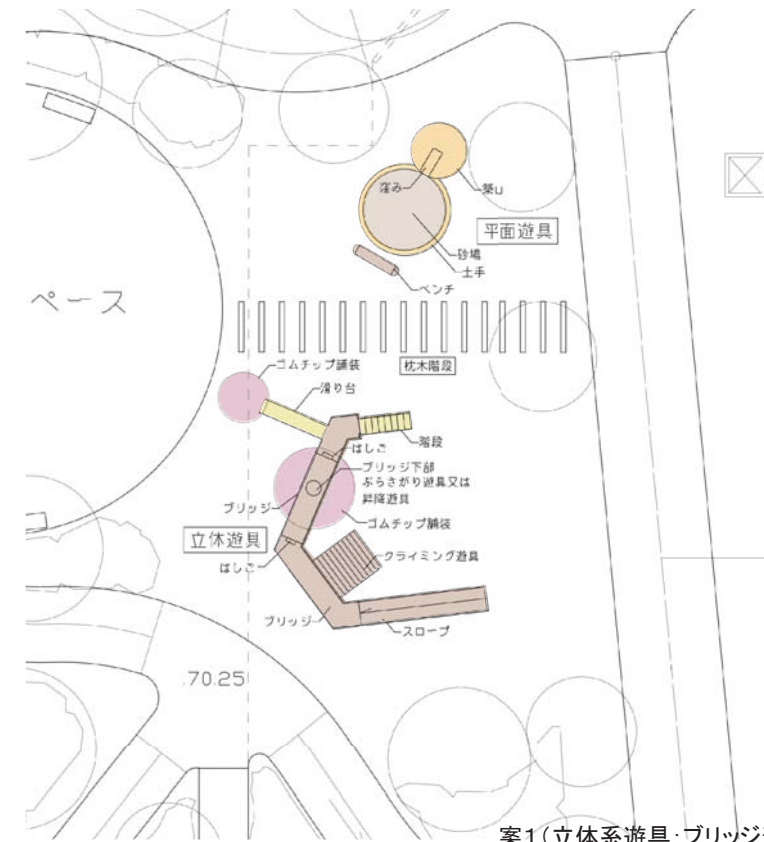 窪み
築山
平面遊具
砂場
土手
ベンチ
ペース
枕木階段
ゴムチップ舗装
滑り台
階段
はしご
ブリッジ下部
ぶらさがり遊具又は
昇降遊具
ブリッジ
ゴムチップ舗装
立体遊具
はしご
クライミング遊具
ブリッジ
スロープ
.70.25
案1(立体系遊具・ブリッジ